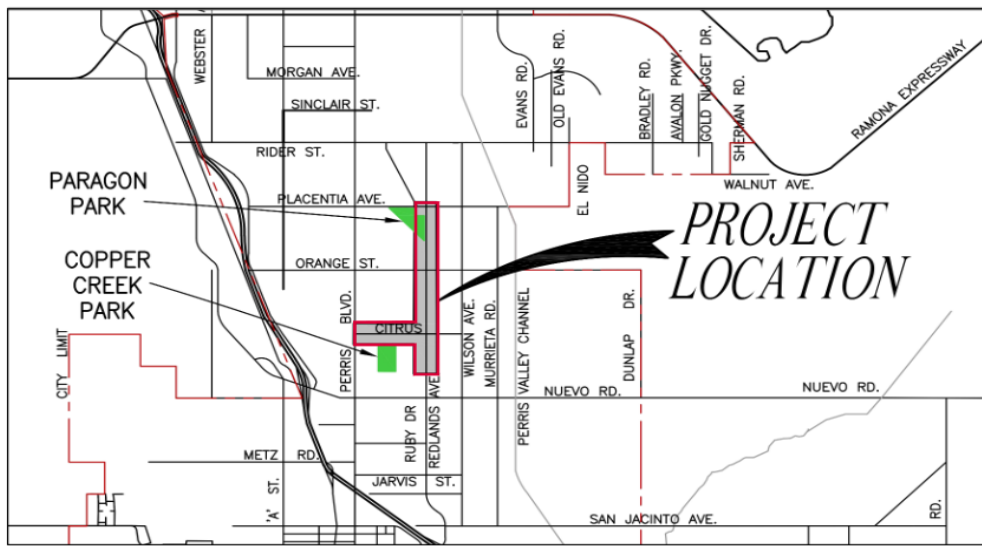 WEBSTER
MORGAN AVE.
SINCLAIR ST.
EVANS RD.
OLD EVANS RD.
BRADLEY RD.
AVALON PKWY.
GOLD NUGGET DR.
SHERMAN RD.
RAMONA EXPRESSWAY
RIDER ST.
PARAGON
PARK
PLACENTIA AVE.
EL NIDO
WALNUT AVE.
PROJECT
LOCATION
COPPER
CREEK
PARK
ORANGE ST.
PERRIS BLVD.
CITRUS
WILSON AVE.
MURRIETA RD.
PERRIS VALLEY CHANNEL
DUNLAP DR.
CITY LIMIT
NUEVO RD.
NUEVO RD.
RUBY DR
REDLANDS AVE
METZ RD.
JARVIS ST.
'A' ST.
SAN JACINTO AVE.
RD.